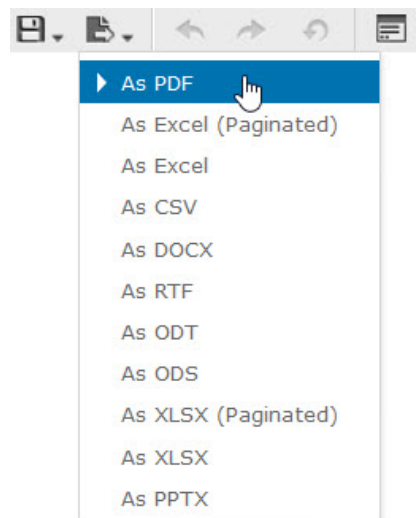 As PDF
As Excel (Paginated)
As Excel
As CSV
As DOCX
As RTF
As ODT
As ODS
As XLSX (Paginated)
As XLSX
As PPTX